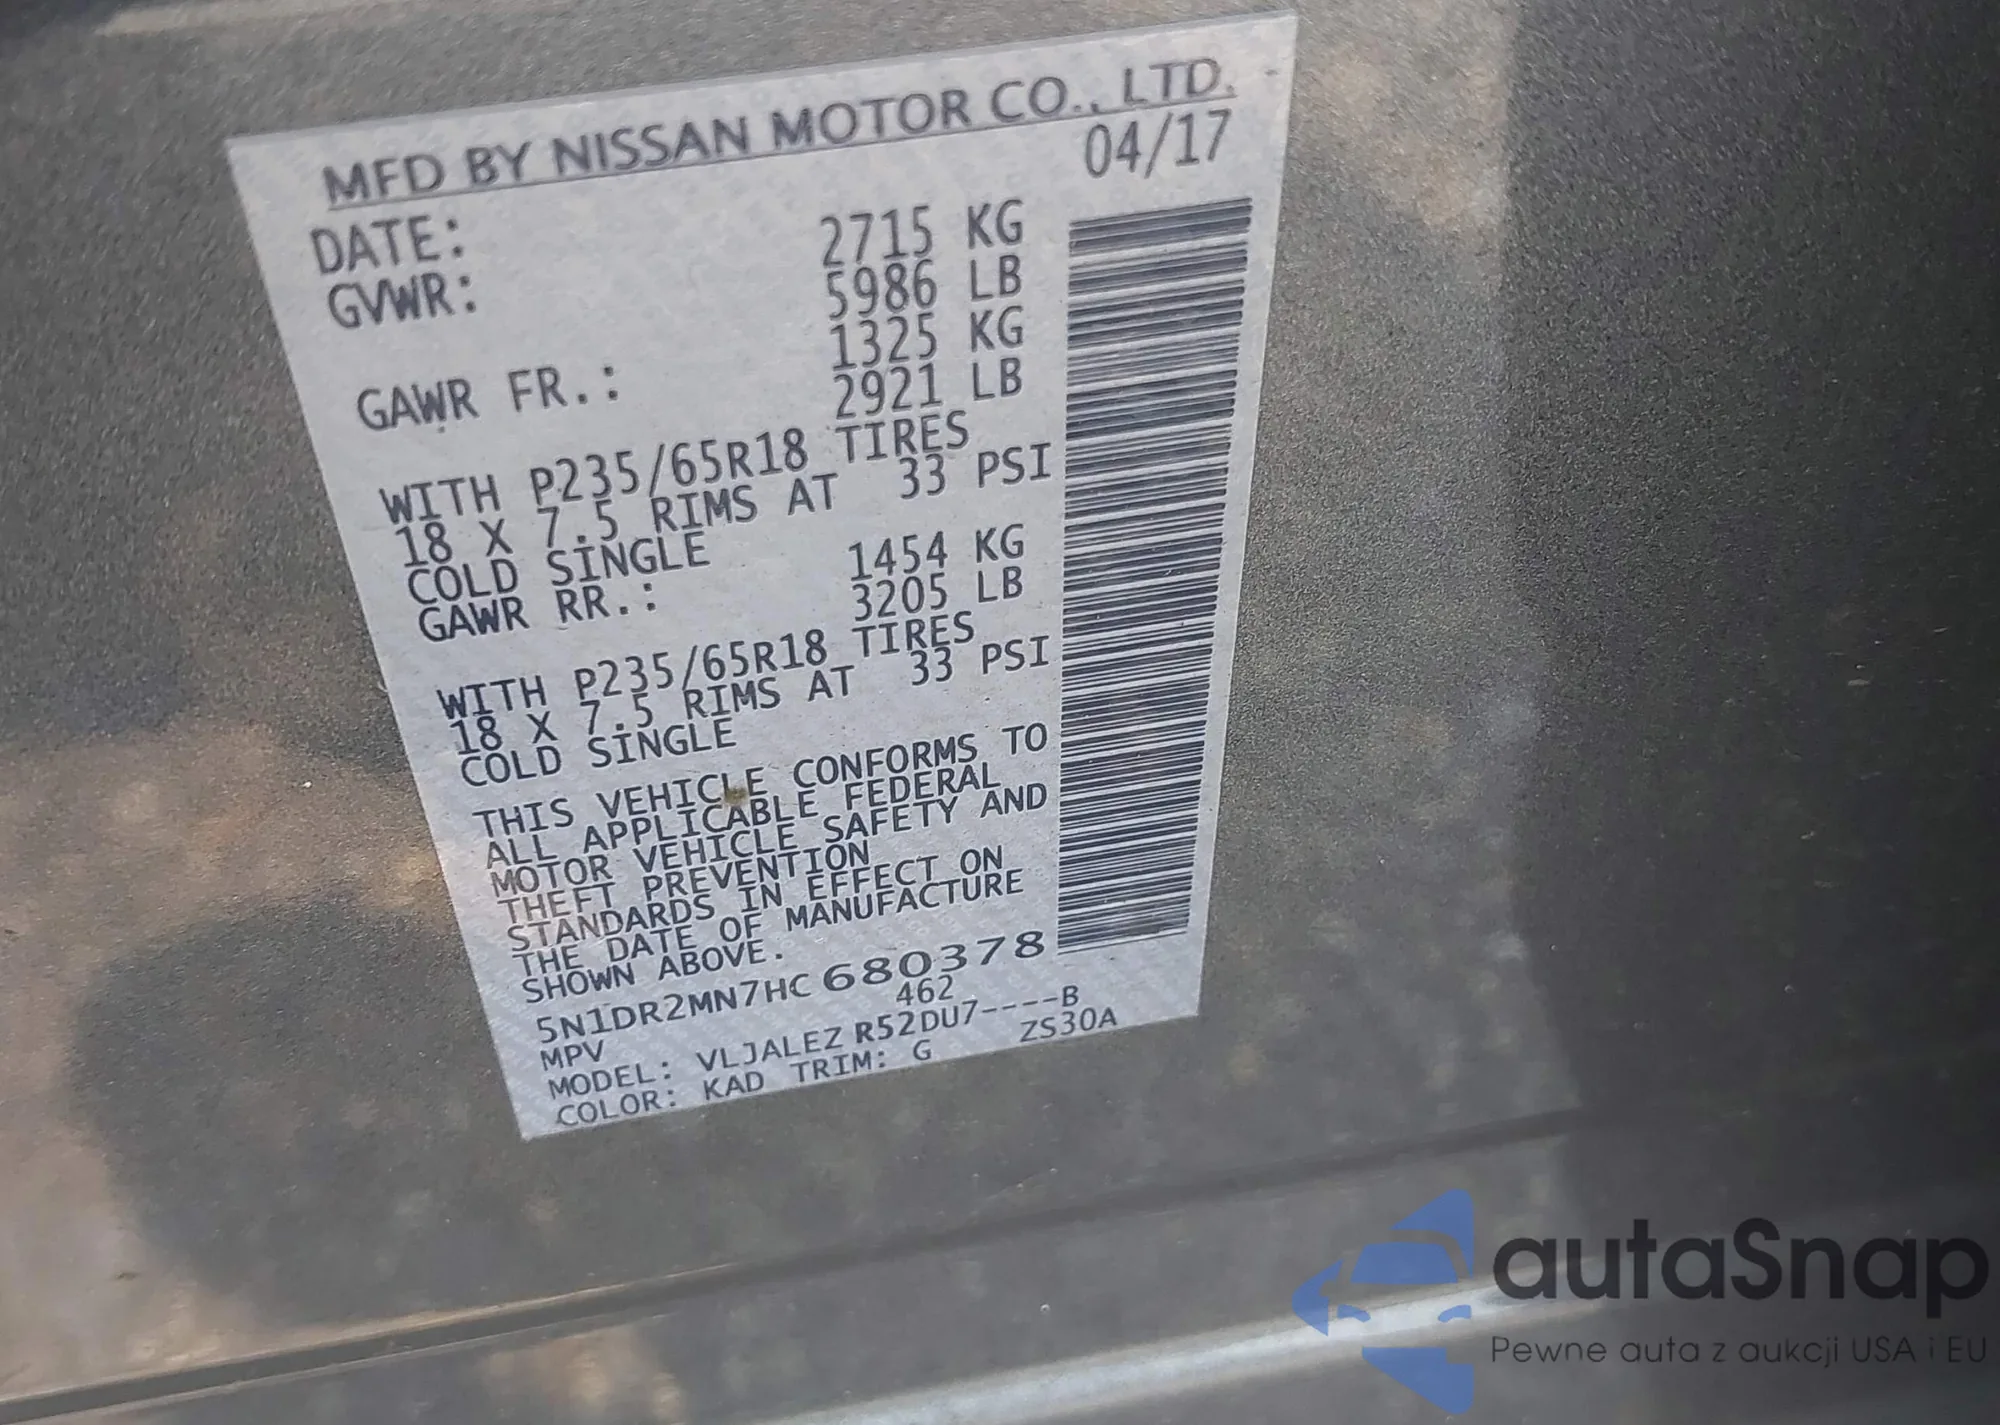 MFD BY NISSAN MOTOR CO., LTD.
DATE: 04/17
GVWR: 2715 KG
5986 LB
GAWR FR.: 1325 KG
2921 LB
WITH P235/65R18 TIRES
18 X 7.5 RIMS AT 33 PSI
COLD SINGLE
GAWR RR.: 1454 KG
3205 LB
WITH P235/65R18 TIRES
18 X 7.5 RIMS AT 33 PSI
COLD SINGLE
THIS VEHICLE CONFORMS TO
ALL APPLICABLE FEDERAL
MOTOR VEHICLE SAFETY AND
THEFT PREVENTION
STANDARDS IN EFFECT ON
THE DATE OF MANUFACTURE
SHOWN ABOVE.
5N1DR2MN7HC680378
MPV 462
MODEL: VLJALEZ R52DU7----B
COLOR: KAD TRIM: G ZS30A
autaSnap
Pewne auta z aukcji USA i EU